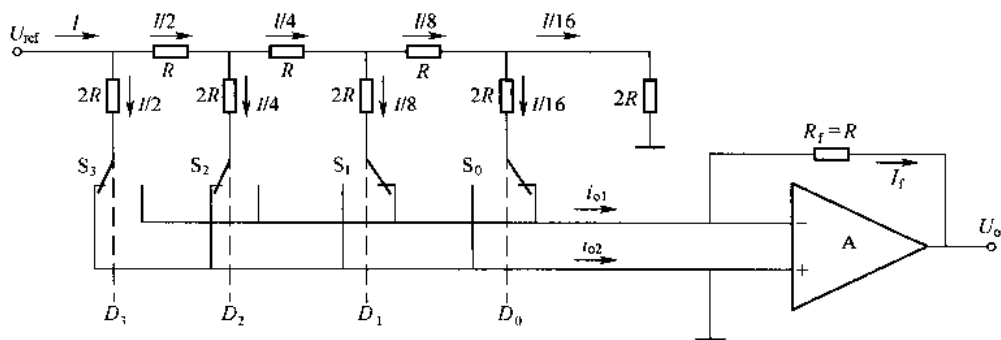 I I/2 I/4 I/8 I/16
U_ref
R R R
2R 2R 2R 2R 2R
I/2 I/4 I/8 I/16
R_f = R
S_3 S_2 S_1 S_0
I_f
i_o1
A
U_o
i_o2
− +
D_3 D_2 D_1 D_0